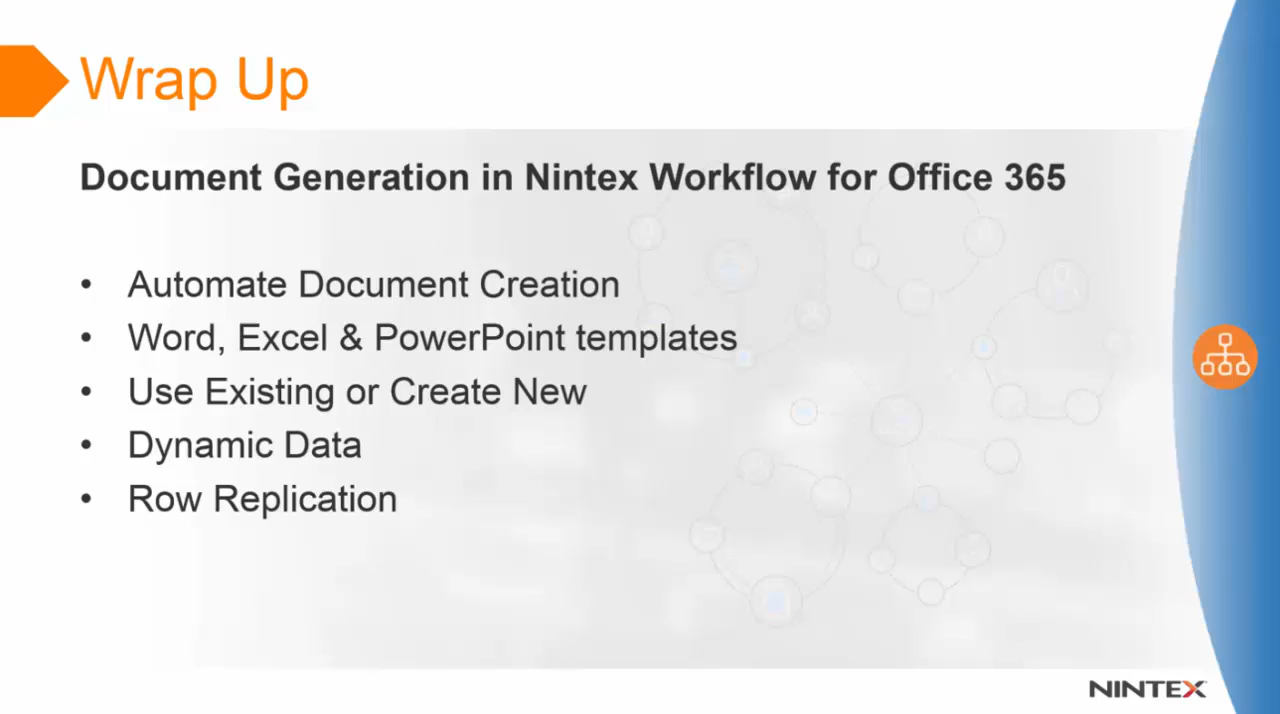 Wrap Up
Document Generation in Nintex Workflow for Office 365
• Automate Document Creation
• Word, Excel & PowerPoint templates
• Use Existing or Create New
• Dynamic Data
• Row Replication
NINTEX